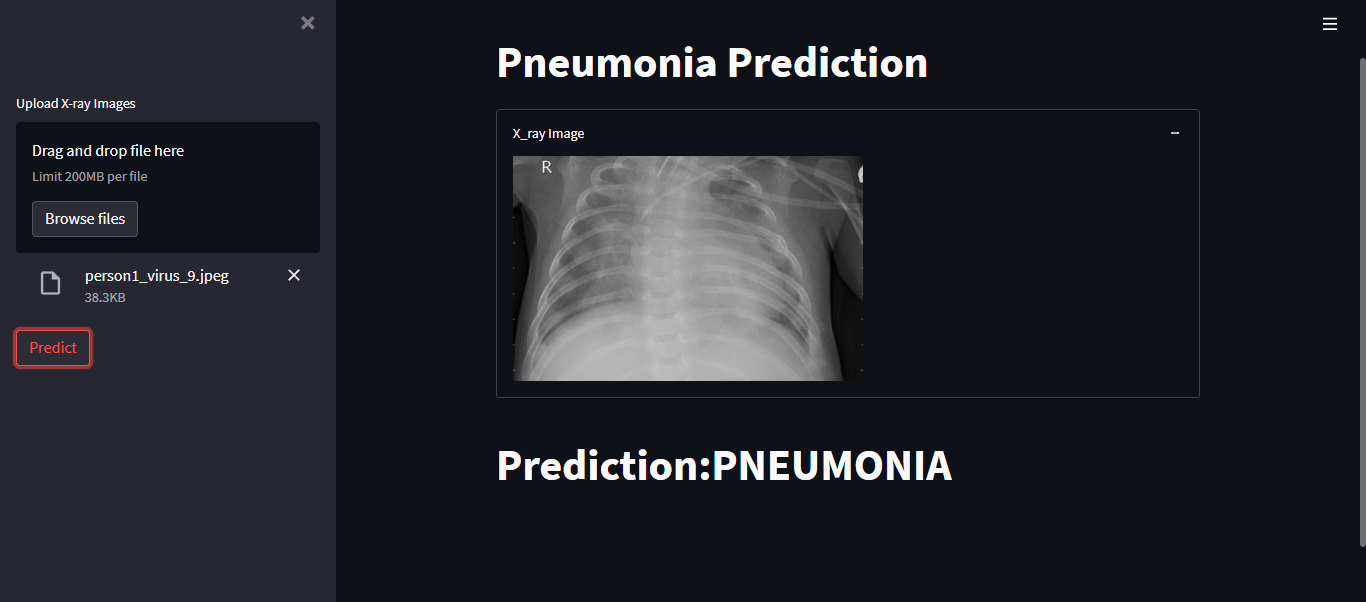 Upload X-ray Images
Drag and drop file here
Limit 200MB per file
Browse files
person1_virus_9.jpeg
38.3KB
Predict
Pneumonia Prediction
X_ray Image
R
Prediction:PNEUMONIA